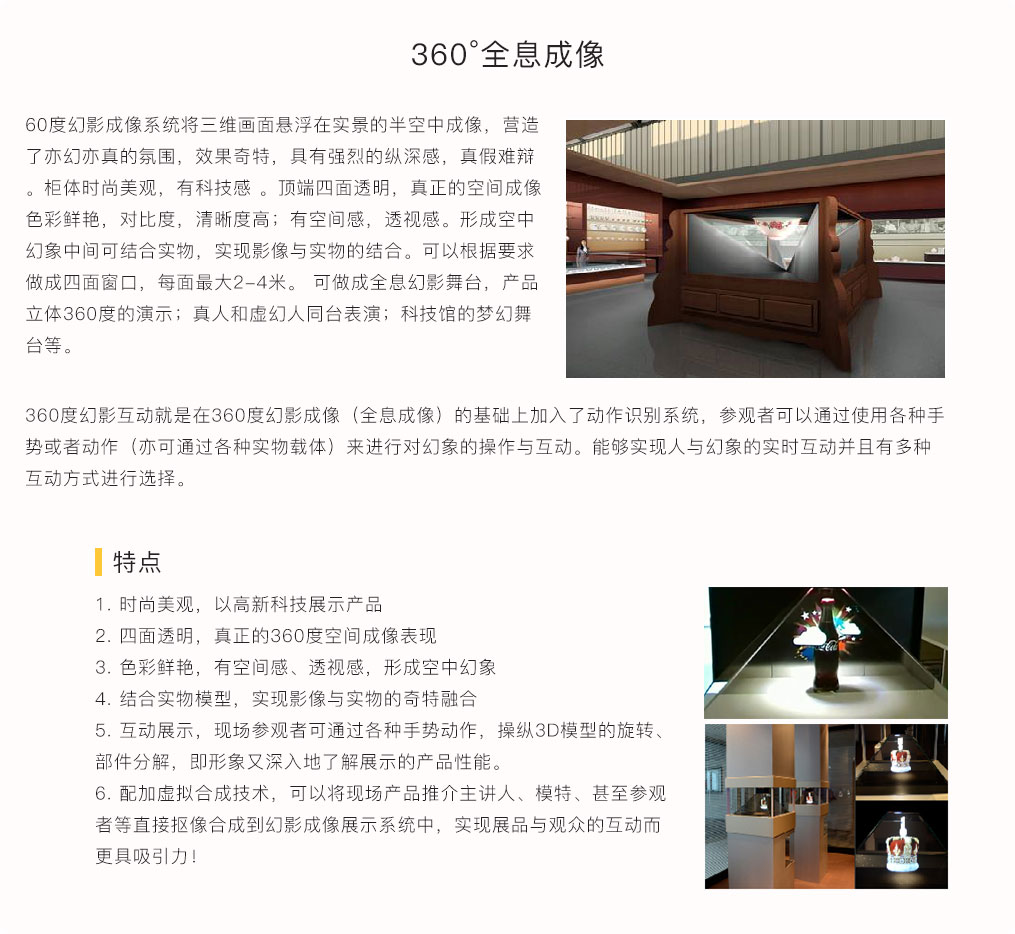 360°全息成像
60度幻影成像系统将三维画面悬浮在实景的半空中成像，营造
了亦幻亦真的氛围，效果奇特，具有强烈的纵深感，真假难辩
。柜体时尚美观，有科技感 。顶端四面透明，真正的空间成像
色彩鲜艳，对比度，清晰度高；有空间感，透视感。形成空中
幻象中间可结合实物，实现影像与实物的结合。可以根据要求
做成四面窗口，每面最大2-4米。 可做成全息幻影舞台，产品
立体360度的演示；真人和虚幻人同台表演；科技馆的梦幻舞
台等。
360度幻影互动就是在360度幻影成像（全息成像）的基础上加入了动作识别系统，参观者可以通过使用各种手
势或者动作（亦可通过各种实物载体）来进行对幻象的操作与互动。能够实现人与幻象的实时互动并且有多种
互动方式进行选择。
特点
1. 时尚美观，以高新科技展示产品
2. 四面透明，真正的360度空间成像表现
3. 色彩鲜艳，有空间感、透视感，形成空中幻象
4. 结合实物模型，实现影像与实物的奇特融合
5. 互动展示，现场参观者可通过各种手势动作，操纵3D模型的旋转、
部件分解，即形象又深入地了解展示的产品性能。
6. 配加虚拟合成技术，可以将现场产品推介主讲人、模特、甚至参观
者等直接抠像合成到幻影成像展示系统中，实现展品与观众的互动而
更具吸引力！